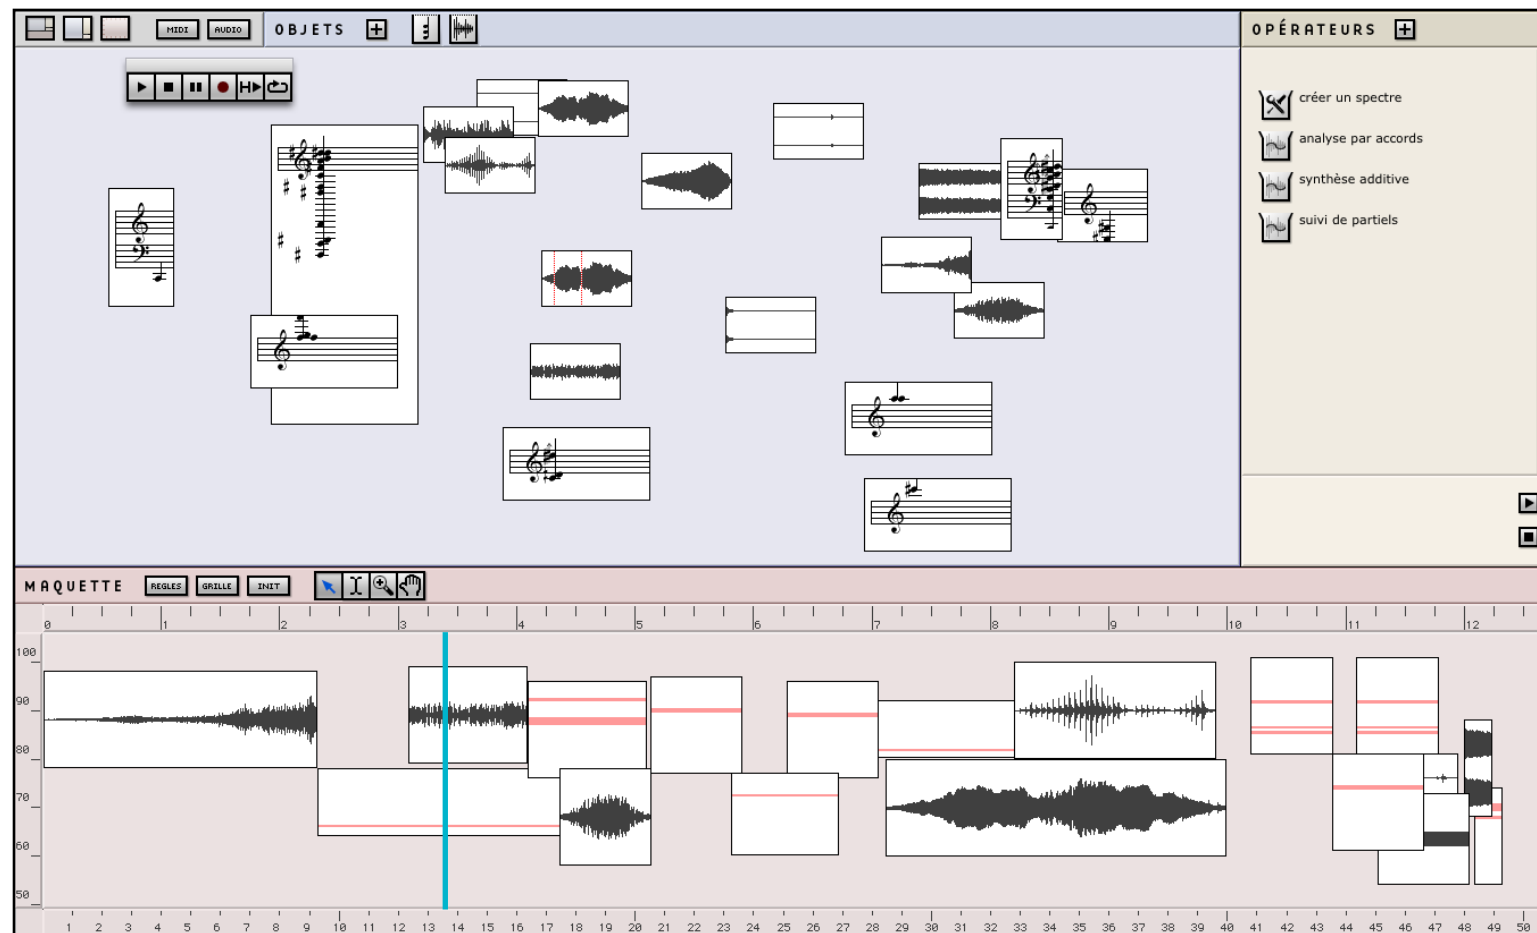 MIDI AUDIO OBJETS
OPÉRATEURS
créer un spectre
analyse par accords
synthèse additive
suivi de partiels
MAQUETTE REGLES GRILLE INIT
0 1 2 3 4 5 6 7 8 9 10 11 12
100
90
80
70
60
50
1 2 3 4 5 6 7 8 9 10 11 12 13 14 15 16 17 18 19 20 21 22 23 24 25 26 27 28 29 30 31 32 33 34 35 36 37 38 39 40 41 42 43 44 45 46 47 48 49 50